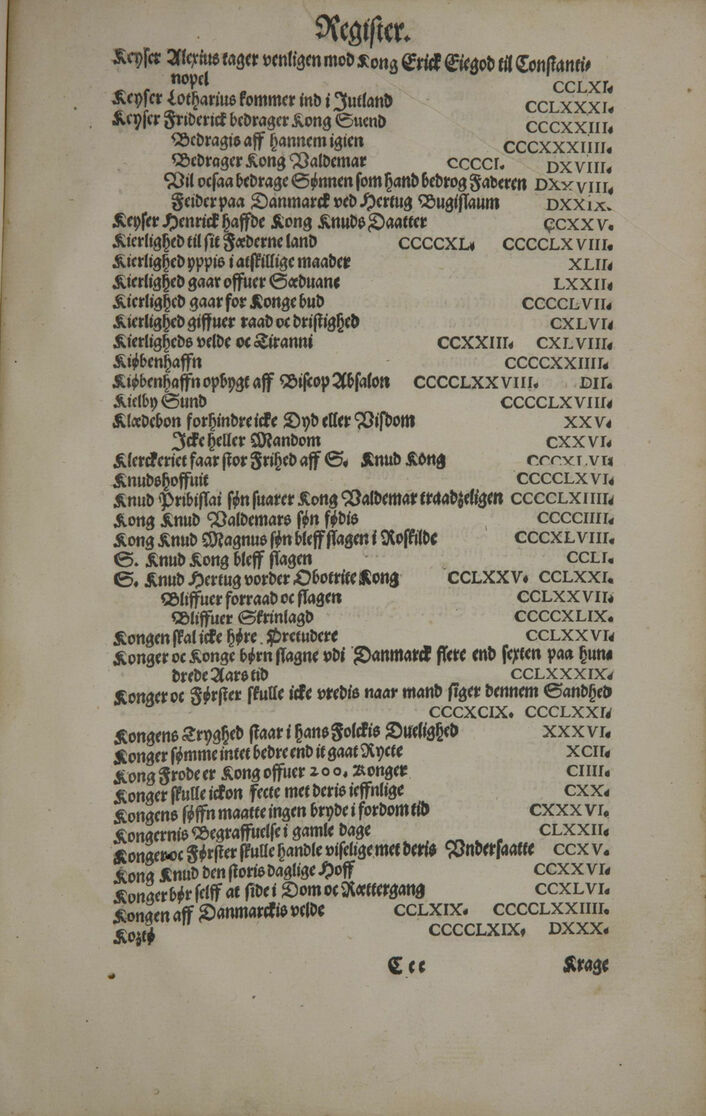 Register.
Keyser Alexius tager venligen mod Kong Erick Eiegod til Constanti-
nopel CCLXI.
Keyser Lotharius kommer ind i Jutland CCLXXXI.
Keyser Friderick bedrager Kong Suend CCCXXIII.
Bedragis aff hannem igien CCCXXXIIII.
Bedrager Kong Valdemar CCCCI. DXVIII.
Vil ocsaa bedrage Sønnen som hand bedrog Faderen DXXVIII.
Feider paa Danmarck ved Hertug Bugislaum DXXIX.
Keyser Henrick haffde Kong Knuds Daatter CCXXV.
Kierlighed til sit Fæderne land CCCCXL. CCCCLXVIII.
Kierlighed yppis i atskillige maader XLII.
Kierlighed gaar offuer Sæduane LXXII.
Kierlighed gaar for Konge bud CCCCLVII.
Kierlighed giffuer raad oc dristighed CXLVI.
Kierligheds velde oc Tiranni CCXXIII. CXLVIII.
Kiøbenhaffn CCCCXXIIII.
Kiøbenhaffn opbygt aff Biscop Absalon CCCCLXXVIII. DII.
Kielby Sund CCCCLXVIII.
Klædebon forhindre icke Dyd eller Visdom XXV.
Icke heller Mandom CXXVI.
Klerckeriet faar stor Frihed aff S. Knud Kong CCCXLVI.
Knudshoffuit CCCCLXVI.
Knud Pribislai søn suarer Kong Valdemar traadzeligen CCCCLXIIII.
Kong Knud Valdemars søn fødis CCCCIIII.
Kong Knud Magnus søn bleff slagen i Roskilde CCCXLVIII.
S. Knud Kong bleff slagen CCLI.
S. Knud Hertug vorder Obotrite Kong CCLXXV. CCLXXI.
Bliffuer forraad oc slagen CCLXXVII.
Bliffuer Skrinlagd CCCCXLIX.
Kongen skal icke høre Øretudere CCLXXVI.
Konger oc Konge børn slagne vdi Danmarck flere end sexten paa hun-
drede Aars tid CCLXXXIX.
Konger oc Førster skulle icke vredis naar mand siger dennem Sandhed
CCCXCIX. CCCLXXI.
Kongens Tryghed staar i hans Folckis Duelighed XXXVI.
Konger sømme intet bedre end it gaat Rycte XCII.
Kong Frode er Kong offuer 200. Konger CIIII.
Konger skulle ickon fecte met deris ieffnlige CXX.
Kongens søffn maatte ingen bryde i fordom tid CXXXVI.
Kongernis Begraffuelse i gamle dage CLXXII.
Konger oc Førster skulle handle viselige met deris Vndersaatte CCXV.
Kong Knud den storis daglige Hoff CCXXVI.
Konger bør selff at side i Dom oc Rættergang CCXLVI.
Kongen aff Danmarckis velde CCLXIX. CCCCLXXIIII.
Koztø CCCCLXIX. DXXX.
Cee Krage